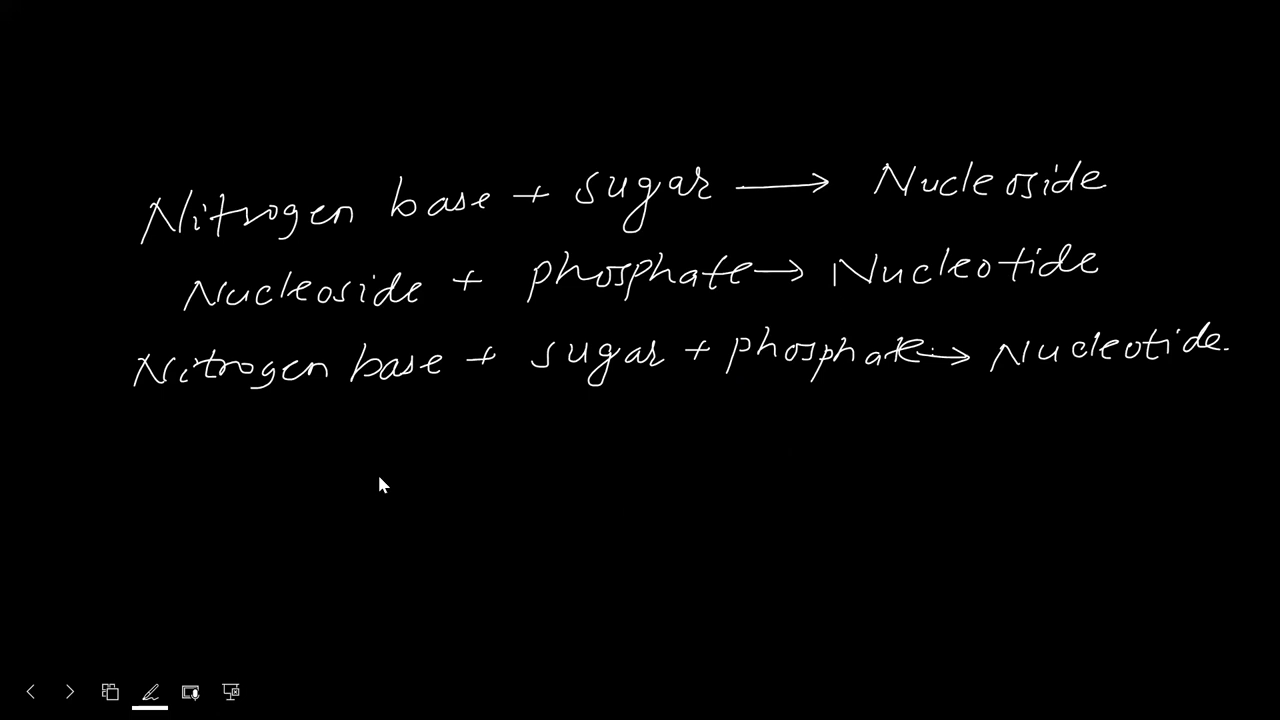 Nitrogen base + sugar → Nucleoside
Nucleoside + phosphate → Nucleotide
Nitrogen base + sugar + phosphate → Nucleotide.